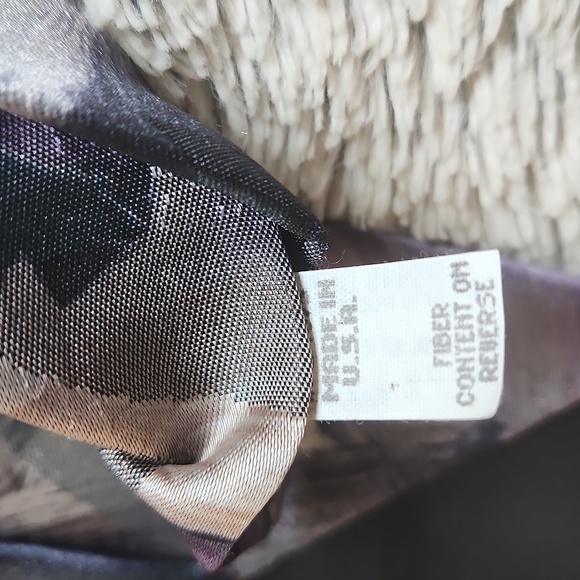 MADE IN
U.S.A.
FIBER
CONTENT ON
REVERSE